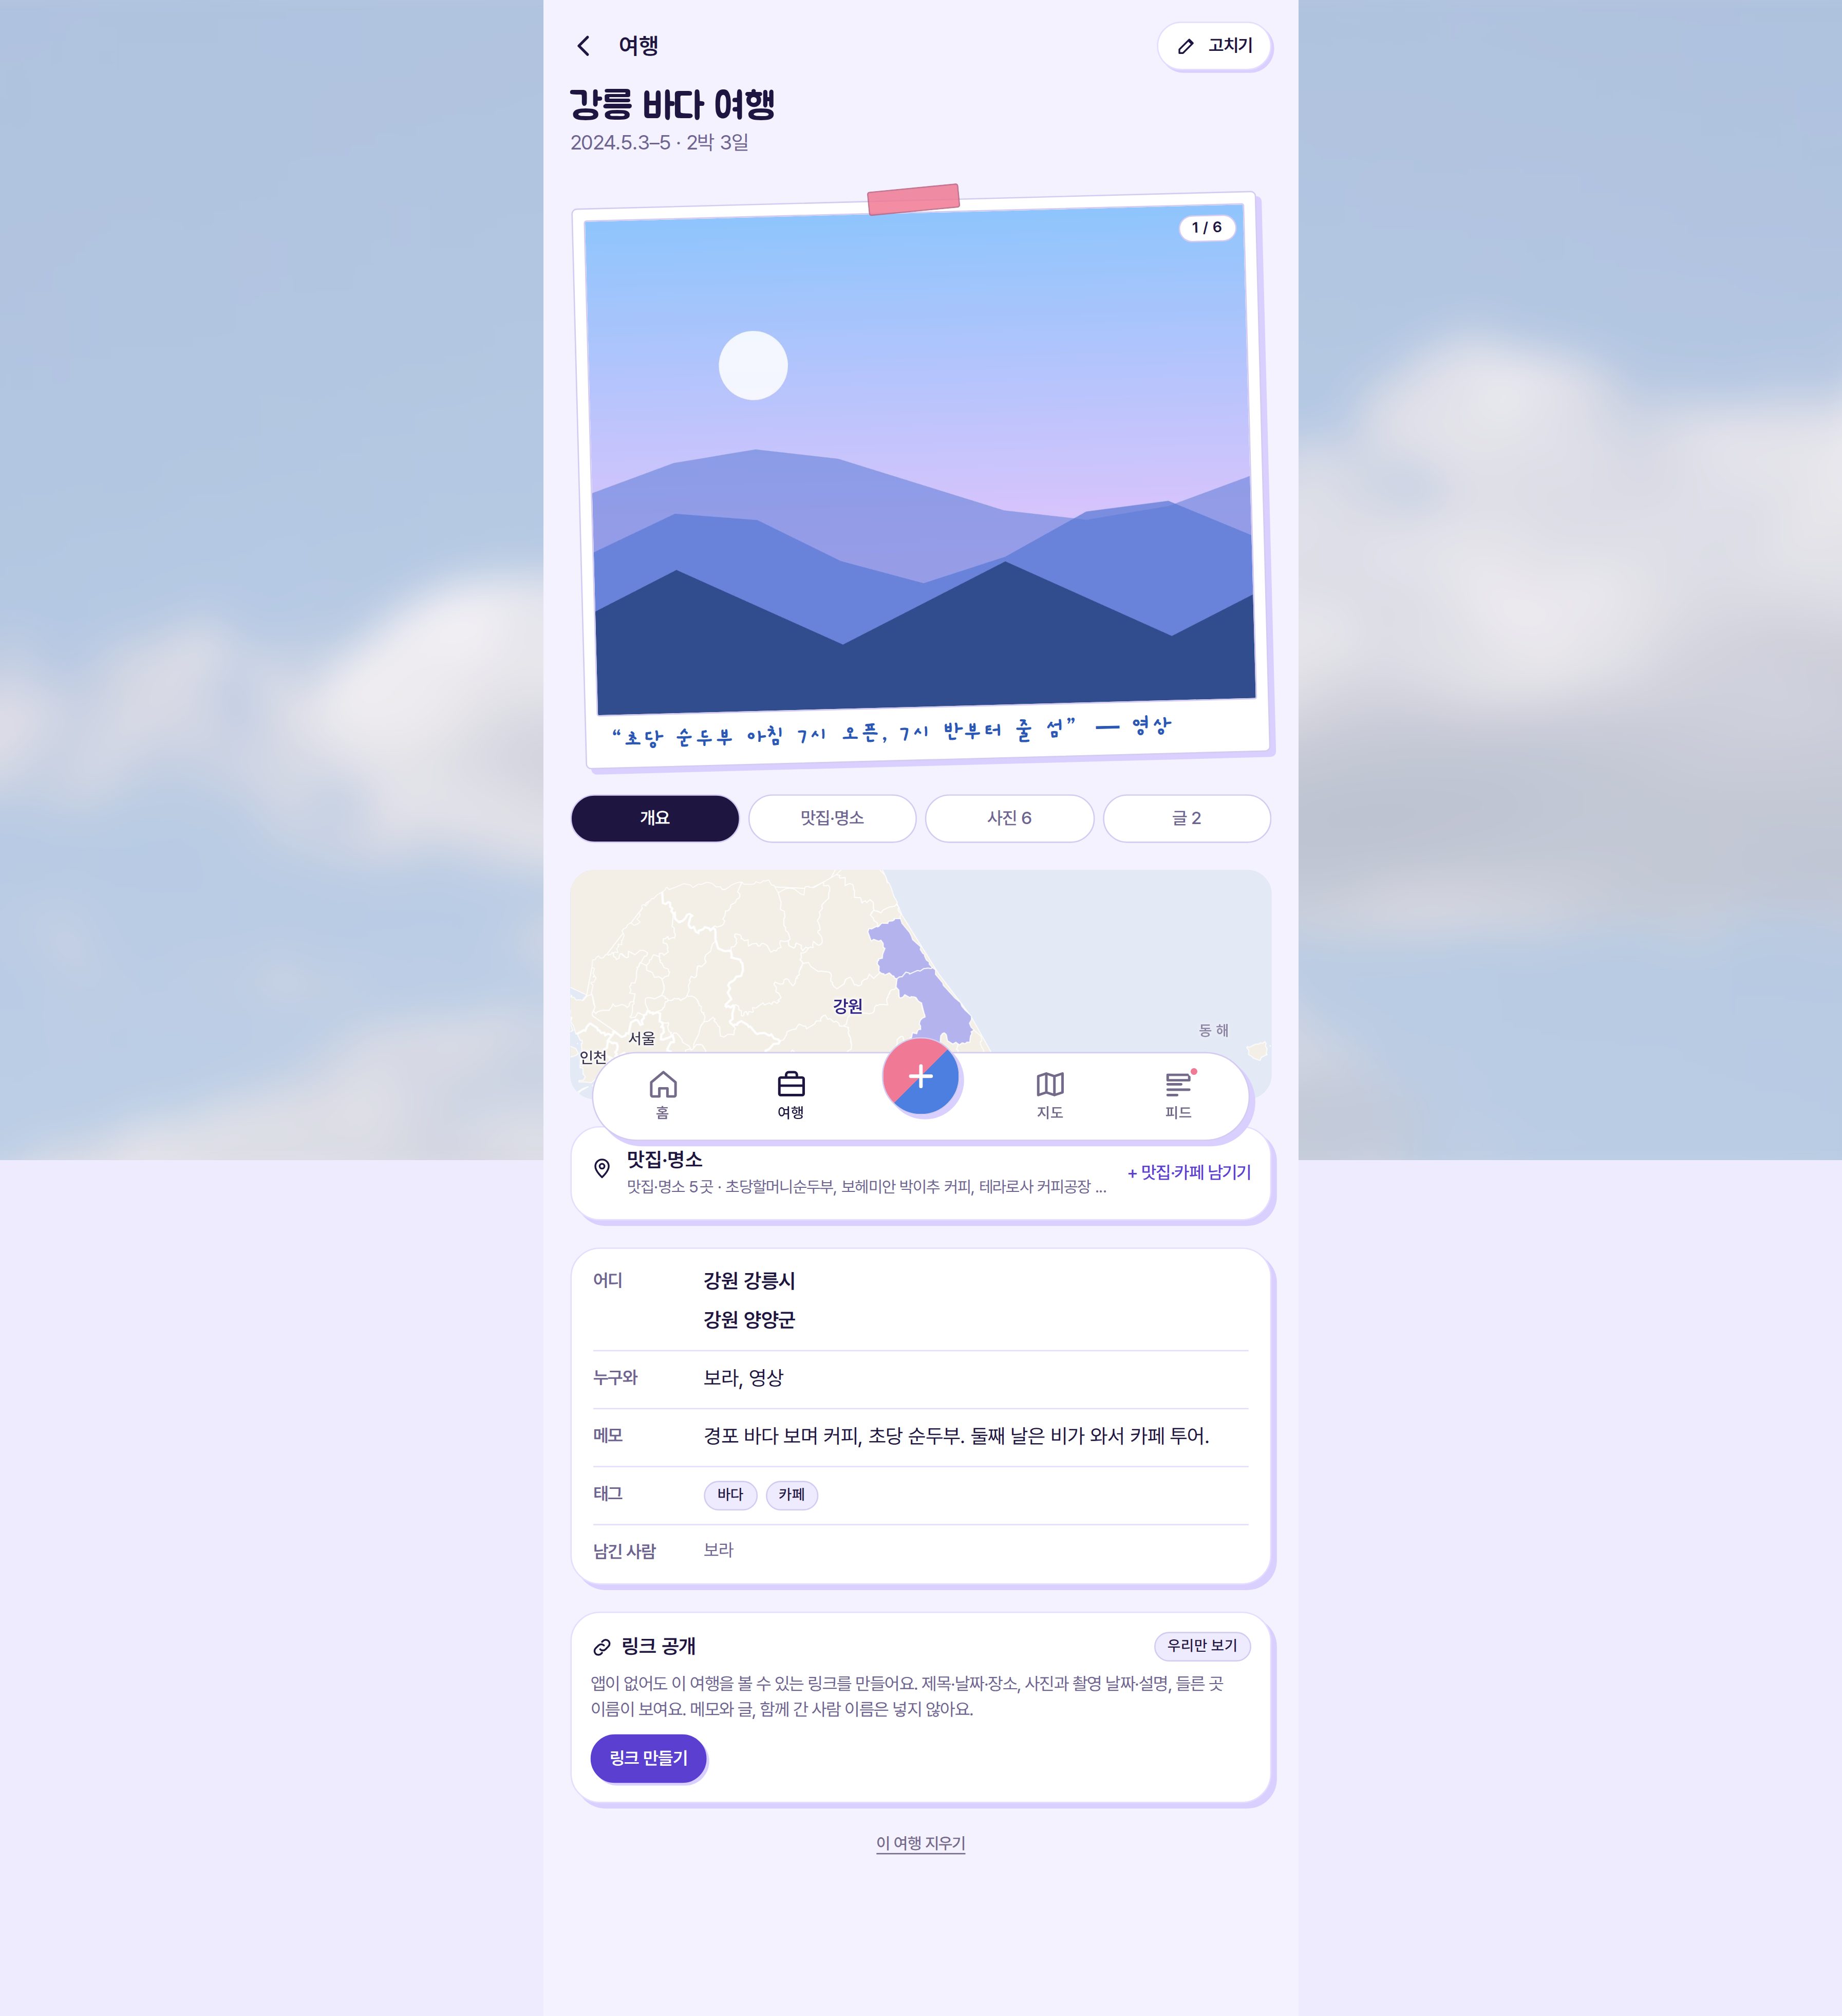 여행
고치기
강릉 바다 여행
2024.5.3–5 · 2박 3일
1 / 6
“초당 순두부 아침 7시 오픈, 7시 반부터 줄 섬” — 영상
개요
맛집·명소
사진 6
글 2
강원
동 해
서울
인천
홈
여행
지도
피드
맛집·명소
맛집·명소 5곳 · 초당할머니순두부, 보헤미안 박이추 커피, 테라로사 커피공장 ...
+ 맛집·카페 남기기
어디
강원 강릉시
강원 양양군
누구와
보라, 영상
메모
경포 바다 보며 커피, 초당 순두부. 둘째 날은 비가 와서 카페 투어.
태그
바다
카페
남긴 사람
보라
링크 공개
우리만 보기
앱이 없어도 이 여행을 볼 수 있는 링크를 만들어요. 제목·날짜·장소, 사진과 촬영 날짜·설명, 들른 곳
이름이 보여요. 메모와 글, 함께 간 사람 이름은 넣지 않아요.
링크 만들기
이 여행 지우기